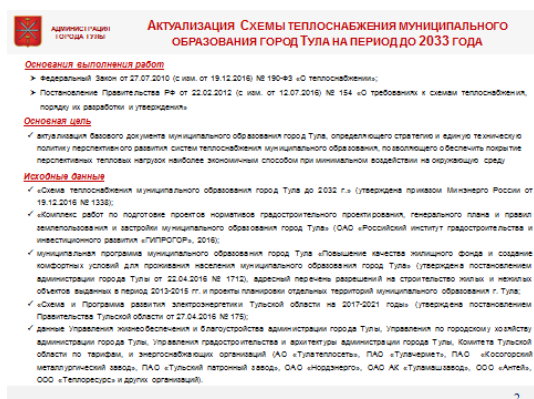 АДМИНИСТРАЦИЯ
ГОРОДА ТУЛЫ
АКТУАЛИЗАЦИЯ СХЕМЫ ТЕПЛОСНАБЖЕНИЯ МУНИЦИПАЛЬНОГО
ОБРАЗОВАНИЯ ГОРОД ТУЛА НА ПЕРИОД ДО 2033 ГОДА
Основания выполнения работ
➤ Федеральный Закон от 27.07.2010 (с изм. от 19.12.2016) № 190-ФЗ «О теплоснабжении»;
➤ Постановление Правительства РФ от 22.02.2012 (с изм. от 12.07.2016) № 154 «О требованиях к схемам теплоснабжения,
порядку их разработки и утверждения»
Основная цель
✓ актуализация базового документа муниципального образования город Тула, определяющего стратегию и единую техническую
политику перспективного развития систем теплоснабжения муниципального образования, позволяющего обеспечить покрытие
перспективных тепловых нагрузок наиболее экономичным способом при минимальном воздействии на окружающую среду
Исходные данные
✓ «Схема теплоснабжения муниципального образования город Тула до 2032 г.» (утверждена приказом Минэнерго России от
19.12.2016 № 1338);
✓ «Комплекс работ по подготовке проектов нормативов градостроительного проектирования, генерального плана и правил
землепользования и застройки муниципального образования город Тула» (ОАО «Российский институт градостроительства и
инвестиционного развития «ГИПРОГОР», 2016);
✓ муниципальная программа муниципального образования город Тула «Повышение качества жилищного фонда и создание
комфортных условий для проживания населения муниципального образования город Тула» (утверждена постановлением
администрации города Тулы от 22.04.2016 № 1712), адресный перечень разрешений на строительство жилых и нежилых
объектов выданных в период 2013-2015 гг. и проекты планировки отдельных территорий муниципального образования г. Тула;
✓ «Схема и Программа развития электроэнергетики Тульской области на 2017-2021 годы» (утверждена постановлением
Правительства Тульской области от 27.04.2016 № 175);
✓ данные Управления жизнеобеспечения и благоустройства администрации города Тулы, Управления по городскому хозяйству
администрации города Тулы, Управления градостроительства и архитектуры администрации города Тулы, Комитета Тульской
области по тарифам, и энергоснабжающих организаций (АО «Тулатеплосеть», ПАО «Тулачермет», ПАО «Косогорский
металлургический завод», ПАО «Тульский патронный завод», ОАО «Нордэнерго», ОАО АК «Туламашзавод», ООО «Антей»,
ООО «Теплоресурс» и других организаций).
2